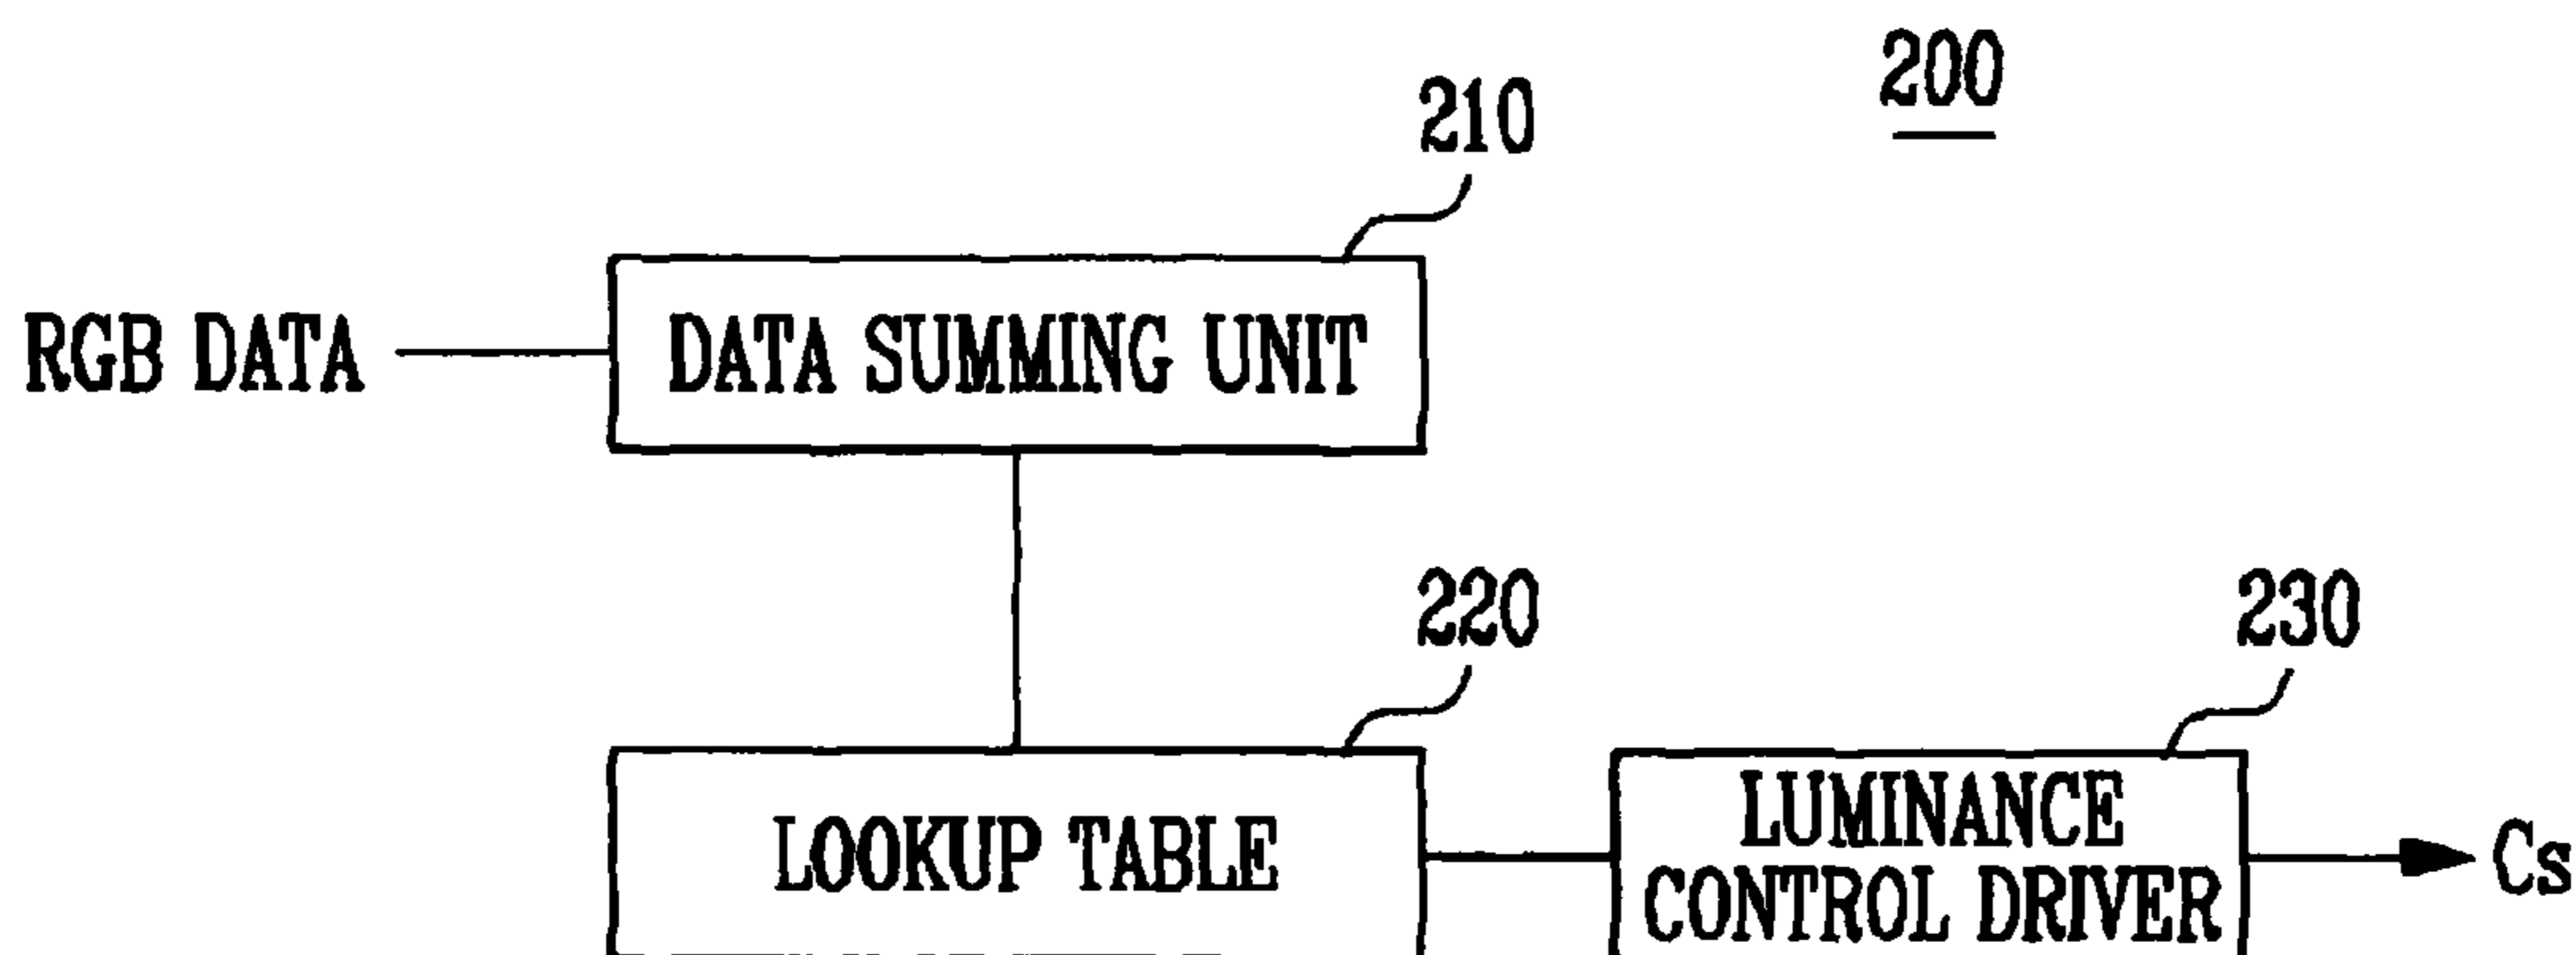 200
210
RGB DATA
DATA SUMMING UNIT
220
230
LOOKUP TABLE
LUMINANCE
CONTROL DRIVER
Cs